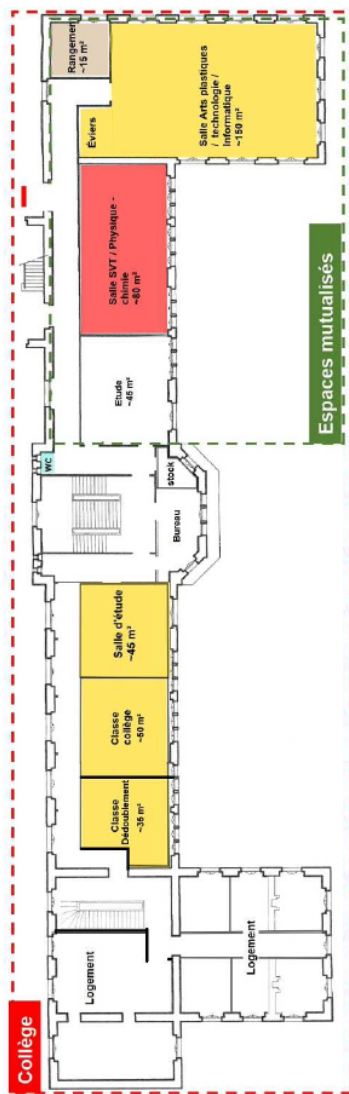 Rangement
~15 m²
Éviers
Salle Arts plastiques
/ technologie /
Informatique
~150 m²
Salle SVT / Physique -
chimie
~80 m²
Espaces mutualisés
Etude
~45 m²
WC
stock
Bureau
Salle d'étude
~45 m²
Classe
collège
~50 m²
Classe
Dédoublement
~35 m²
Logement
Logement
Collège